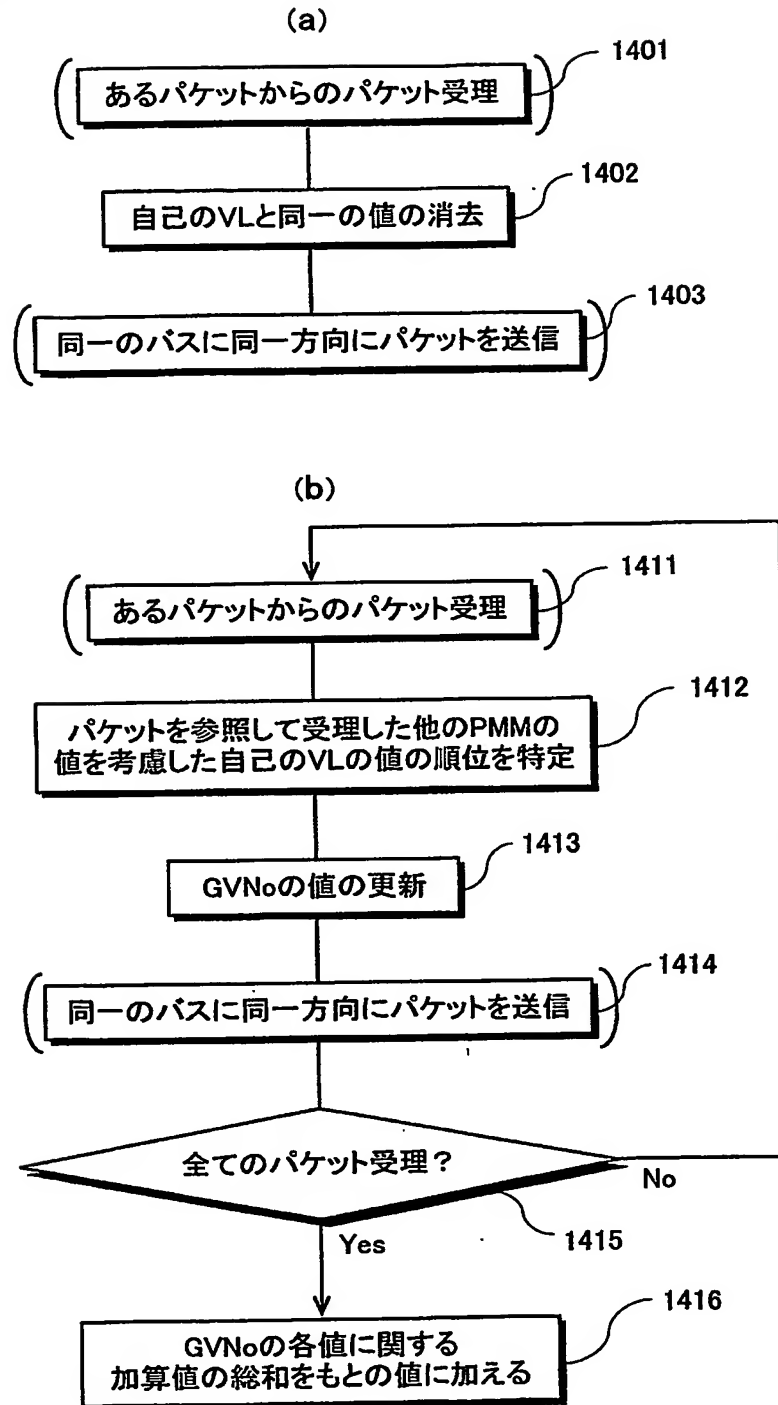 (a)
あるパケットからのパケット受理
1401
自己のVLと同一の値の消去
1402
同一のバスに同一方向にパケットを送信
1403
(b)
あるパケットからのパケット受理
1411
パケットを参照して受理した他のPMMの
値を考慮した自己のVLの値の順位を特定
1412
GVNoの値の更新
1413
同一のバスに同一方向にパケットを送信
1414
全てのパケット受理？
No
1415
Yes
GVNoの各値に関する
加算値の総和をもとの値に加える
1416